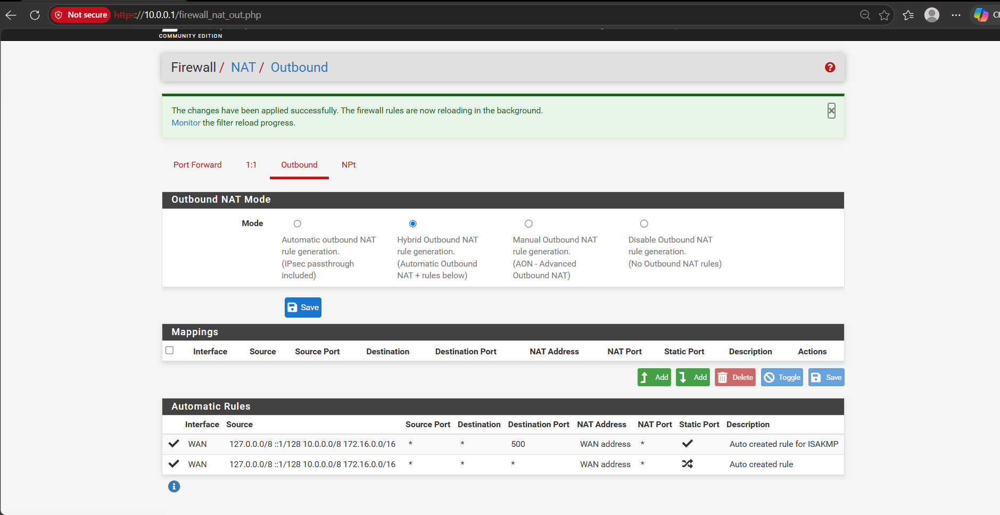 Not secure https://10.0.0.1/firewall_nat_out.php
COMMUNITY EDITION
Firewall / NAT / Outbound
The changes have been applied successfully. The firewall rules are now reloading in the background.
Monitor the filter reload progress.
Port Forward 1:1 Outbound NPt
Outbound NAT Mode
Mode
Automatic outbound NAT
rule generation.
(IPsec passthrough
included)
Hybrid Outbound NAT
rule generation.
(Automatic Outbound
NAT + rules below)
Manual Outbound NAT
rule generation.
(AON - Advanced
Outbound NAT)
Disable Outbound NAT
rule generation.
(No Outbound NAT rules)
Save
Mappings
Interface Source Source Port Destination Destination Port NAT Address NAT Port Static Port Description Actions
Add Add Delete Toggle Save
Automatic Rules
Interface Source Source Port Destination Destination Port NAT Address NAT Port Static Port Description
WAN 127.0.0.0/8 ::1/128 10.0.0.0/8 172.16.0.0/16 * * 500 WAN address * Auto created rule for ISAKMP
WAN 127.0.0.0/8 ::1/128 10.0.0.0/8 172.16.0.0/16 * * * WAN address * Auto created rule